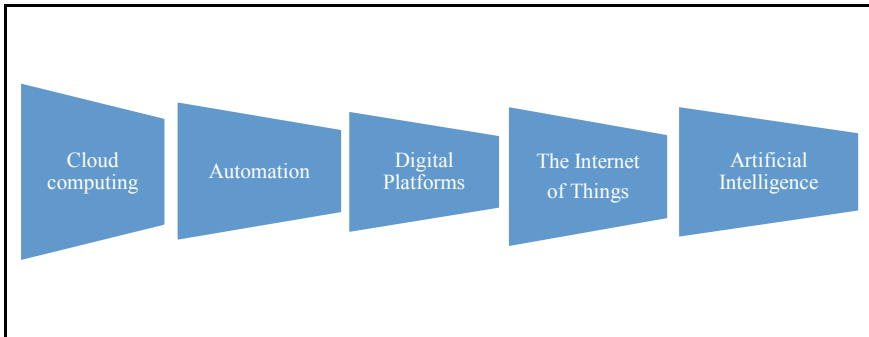 Cloud
computing
Automation
Digital
Platforms
The Internet
of Things
Artificial
Intelligence